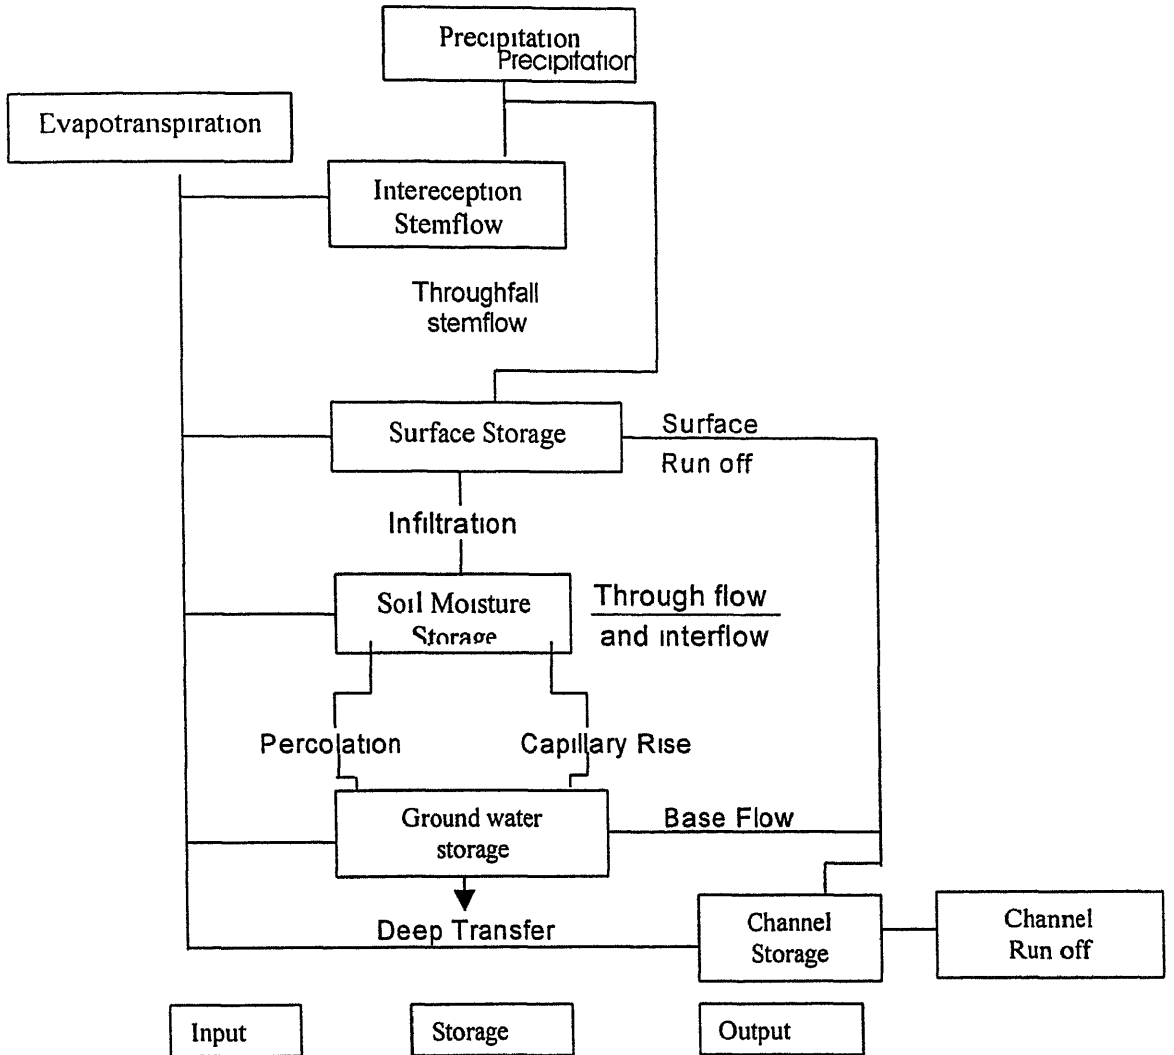 Precipitation
Precipitation
Evapotranspiration
Intereception
Stemflow
Throughfall
stemflow
Surface Storage
Surface
Run off
Infiltration
Soil Moisture
Storage
Through flow
and interflow
Percolation
Capillary Rise
Ground water
storage
Base Flow
Deep Transfer
Channel
Storage
Channel
Run off
Input
Storage
Output